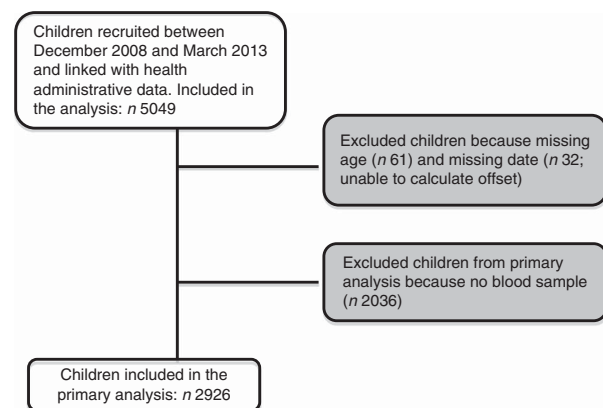 Children recruited between
December 2008 and March 2013
and linked with health
administrative data. Included in
the analysis: n 5049
Excluded children because missing
age (n 61) and missing date (n 32;
unable to calculate offset)
Excluded children from primary
analysis because no blood sample
(n 2036)
Children included in the
primary analysis: n 2926